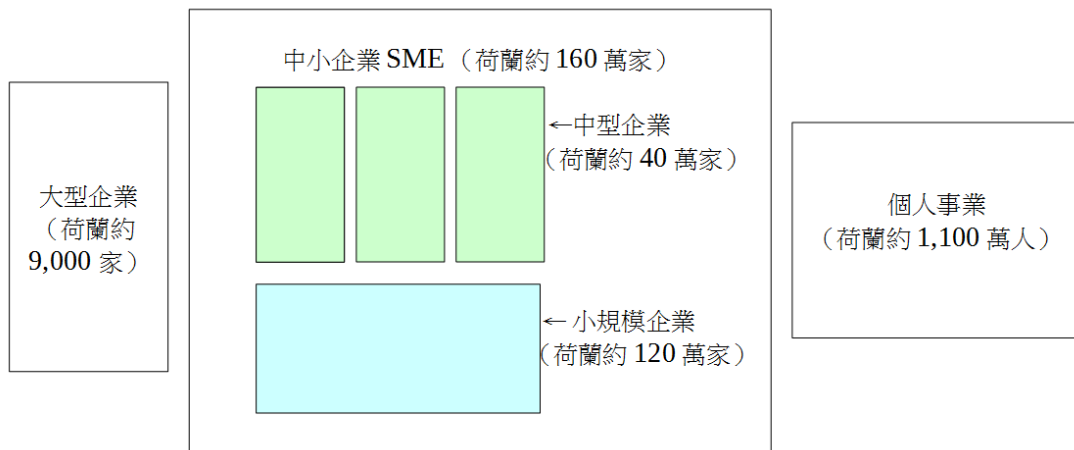 中小企業 SME（荷蘭約 160 萬家）
←中型企業
（荷蘭約 40 萬家）
大型企業
（荷蘭約
9,000 家）
個人事業
（荷蘭約 1,100 萬人）
← 小規模企業
（荷蘭約 120 萬家）